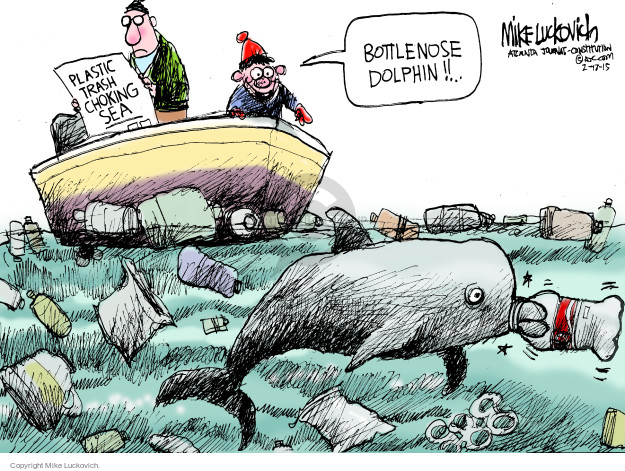 Mike Luckovich
ATLANTA JOURNAL-CONSTITUTION
2-17-15
BOTTLENOSE
DOLPHIN!!...
PLASTIC
TRASH
CHOKING
SEA
Copyright Mike Luckovich.